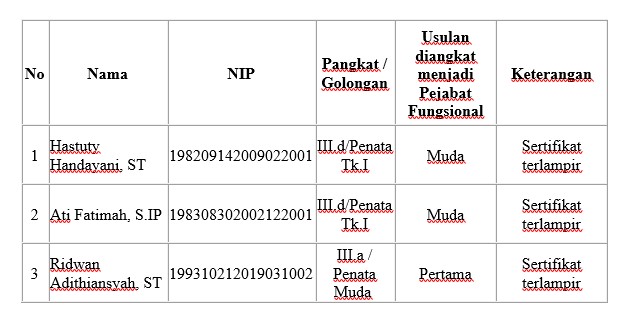 No
Nama
NIP
Pangkat /
Golongan
Usulan
diangkat
menjadi
Pejabat
Fungsional
Keterangan
1
Hastuty
Handayani, ST
198209142009022001
III.d/Penata
Tk.I
Muda
Sertifikat
terlampir
2
Ati Fatimah, S.IP
198308302002122001
III.d/Penata
Tk.I
Muda
Sertifikat
terlampir
3
Ridwan
Adithiansyah, ST
199310212019031002
III.a /
Penata
Muda
Pertama
Sertifikat
terlampir